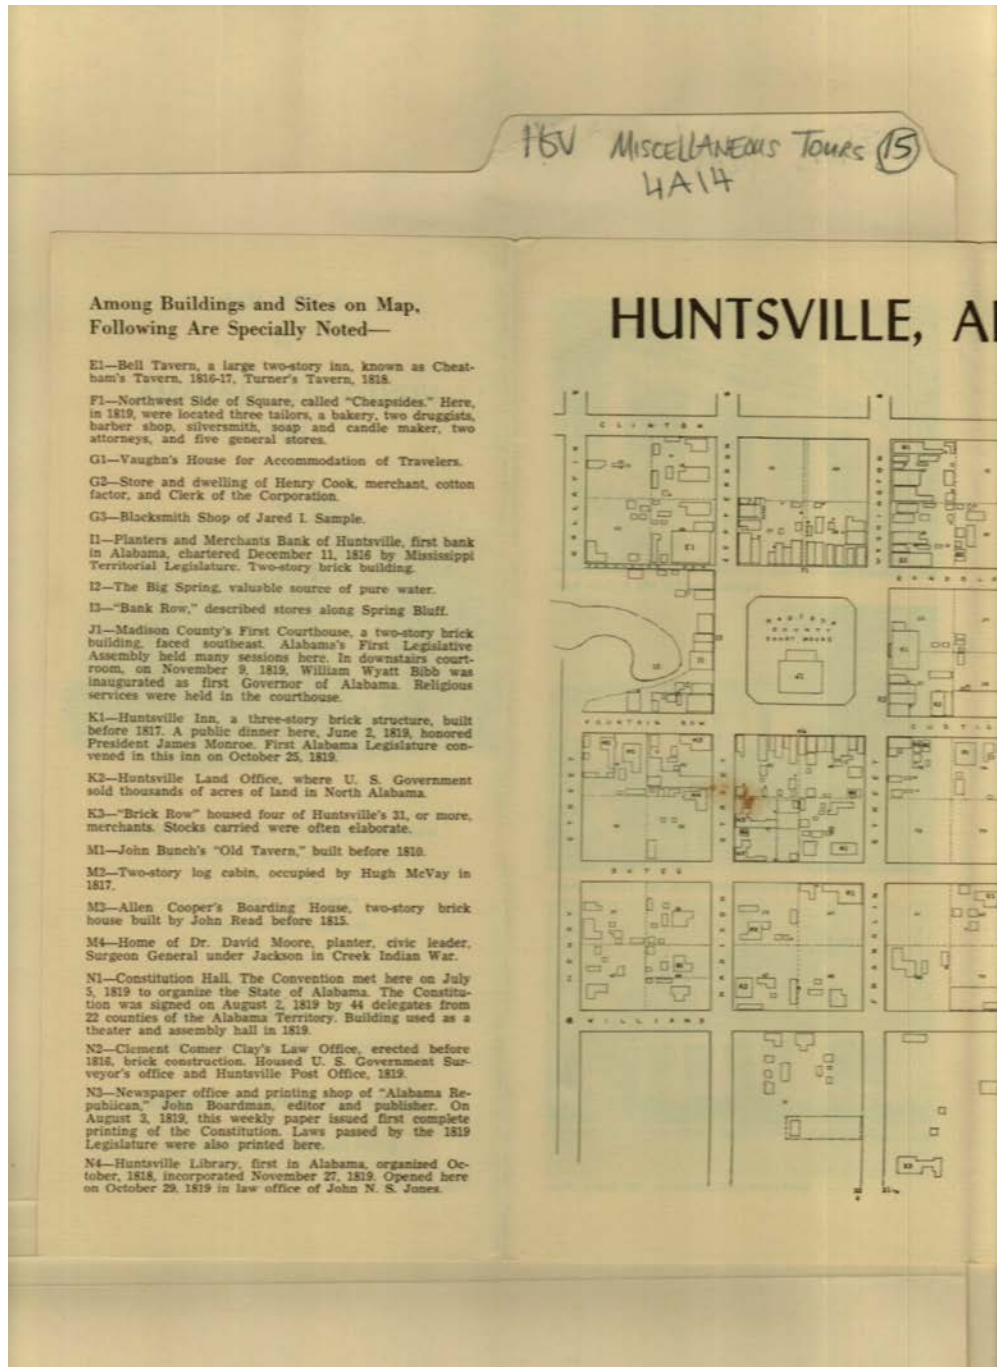 HSV MISCELLANEOUS TOURS 15
4A14
Among Buildings and Sites on Map,
Following Are Specially Noted—
E1—Bell Tavern, a large two-story inn, known as Cheat-
ham's Tavern, 1816-17, Turner's Tavern, 1818.
F1—Northwest Side of Square, called "Cheapsides." Here,
in 1819, were located three tailors, a bakery, two druggists,
barber shop, silversmith, soap and candle maker, two
attorneys, and five general stores.
G1—Vaughn's House for Accommodation of Travelers.
G2—Store and dwelling of Henry Cook, merchant, cotton
factor, and Clerk of the Corporation.
G3—Blacksmith Shop of Jared I. Sample.
I1—Planters and Merchants Bank of Huntsville, first bank
in Alabama, chartered December 11, 1816 by Mississippi
Territorial Legislature. Two-story brick building.
I2—The Big Spring, valuable source of pure water.
I3—"Bank Row," described stores along Spring Bluff.
J1—Madison County's First Courthouse, a two-story brick
building, faced southeast. Alabama's First Legislative
Assembly held many sessions here. In downstairs court-
room, on November 9, 1819, William Wyatt Bibb was
inaugurated as first Governor of Alabama. Religious
services were held in the courthouse.
K1—Huntsville Inn, a three-story brick structure, built
before 1817. A public dinner here, June 2, 1819, honored
President James Monroe. First Alabama Legislature con-
vened in this inn on October 25, 1819.
K2—Huntsville Land Office, where U. S. Government
sold thousands of acres of land in North Alabama.
K3—"Brick Row" housed four of Huntsville's 31, or more,
merchants. Stocks carried were often elaborate.
M1—John Bunch's "Old Tavern," built before 1810.
M2—Two-story log cabin, occupied by Hugh McVay in
1817.
M3—Allen Cooper's Boarding House, two-story brick
house built by John Read before 1815.
M4—Home of Dr. David Moore, planter, civic leader,
Surgeon General under Jackson in Creek Indian War.
N1—Constitution Hall. The Convention met here on July
5, 1819 to organize the State of Alabama. The Constitu-
tion was signed on August 2, 1819 by 44 delegates from
22 counties of the Alabama Territory. Building used as a
theater and assembly hall in 1819.
N2—Clement Comer Clay's Law Office, erected before
1816, brick construction. Housed U. S. Government Sur-
veyor's office and Huntsville Post Office, 1819.
N3—Newspaper office and printing shop of "Alabama Re-
publican," John Boardman, editor and publisher. On
August 3, 1819, this weekly paper issued first complete
printing of the Constitution. Laws passed by the 1819
Legislature were also printed here.
N4—Huntsville Library, first in Alabama, organized Oc-
tober, 1818, incorporated November 27, 1819. Opened here
on October 29, 1819 in law office of John N. S. Jones.
HUNTSVILLE, AL
CLINTON
GALLATIN
JEFFERSON
WASHINGTON
RANDOL
MADISON
COUNTY
COURT HOUSE
J1
FOUNTAIN ROW
EUSTIS
STREET
STREET
STREET
GATES
HENRY
MADISON
FRANKLIN
WILLIAMS